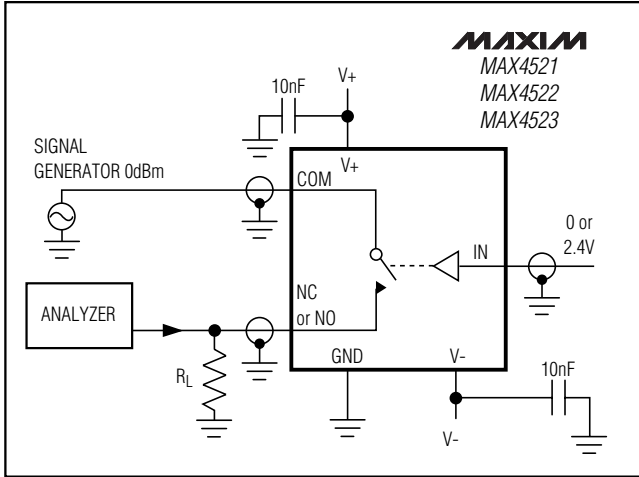 MAXIM
MAX4521
MAX4522
MAX4523
V+
10nF
V+
SIGNAL
GENERATOR 0dBm
COM
0 or
2.4V
IN
NC
or NO
ANALYZER
RL
GND
V-
10nF
V-